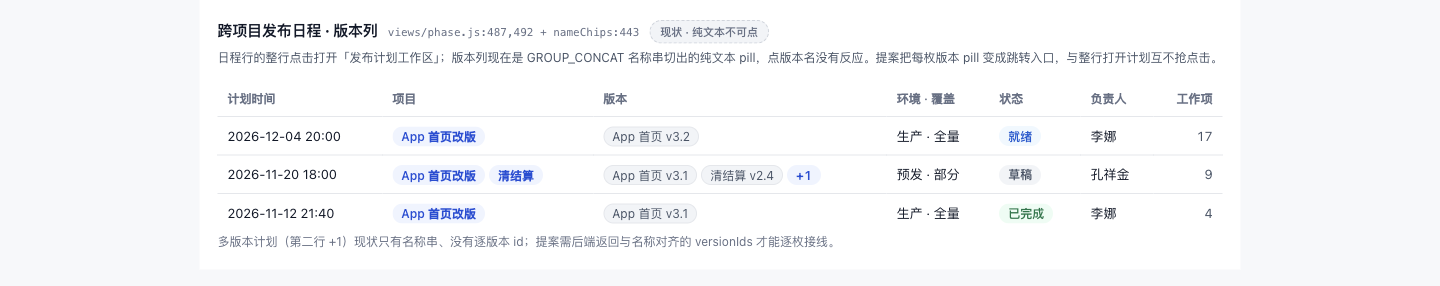 跨项目发布日程 · 版本列 views/phase.js:487,492 + nameChips:443 现状 · 纯文本不可点
日程行的整行点击打开「发布计划工作区」；版本列现在是 GROUP_CONCAT 名称串切出的纯文本 pill，点版本名没有反应。提案把每枚版本 pill 变成跳转入口，与整行打开计划互不抢点击。
计划时间 项目 版本 环境 · 覆盖 状态 负责人 工作项
2026-12-04 20:00 App 首页改版 App 首页 v3.2 生产 · 全量 就绪 李娜 17
2026-11-20 18:00 App 首页改版 清结算 App 首页 v3.1 清结算 v2.4 +1 预发 · 部分 草稿 孔祥金 9
2026-11-12 21:40 App 首页改版 App 首页 v3.1 生产 · 全量 已完成 李娜 4
多版本计划（第二行 +1）现状只有名称串、没有逐版本 id；提案需后端返回与名称对齐的 versionIds 才能逐枚接线。